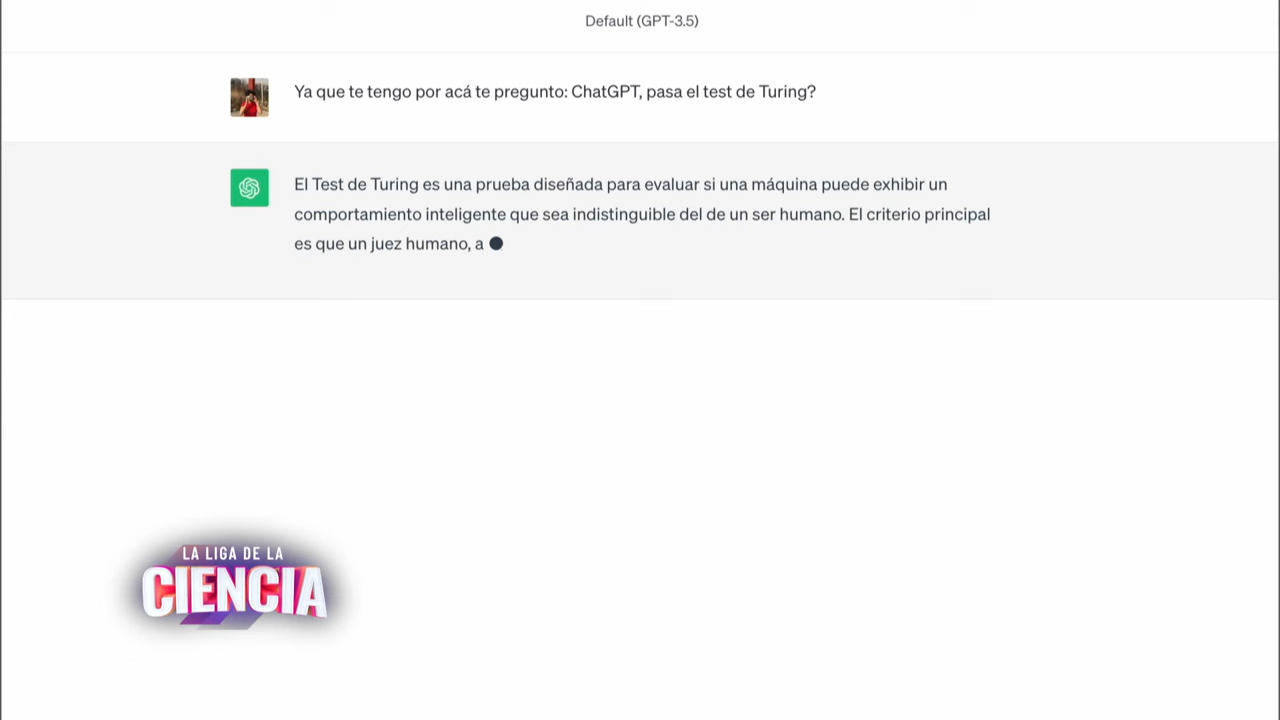 Default (GPT-3.5)
Ya que te tengo por acá te pregunto: ChatGPT, pasa el test de Turing?
El Test de Turing es una prueba diseñada para evaluar si una máquina puede exhibir un
comportamiento inteligente que sea indistinguible del de un ser humano. El criterio principal
es que un juez humano, a
LA LIGA DE LA
CIENCIA